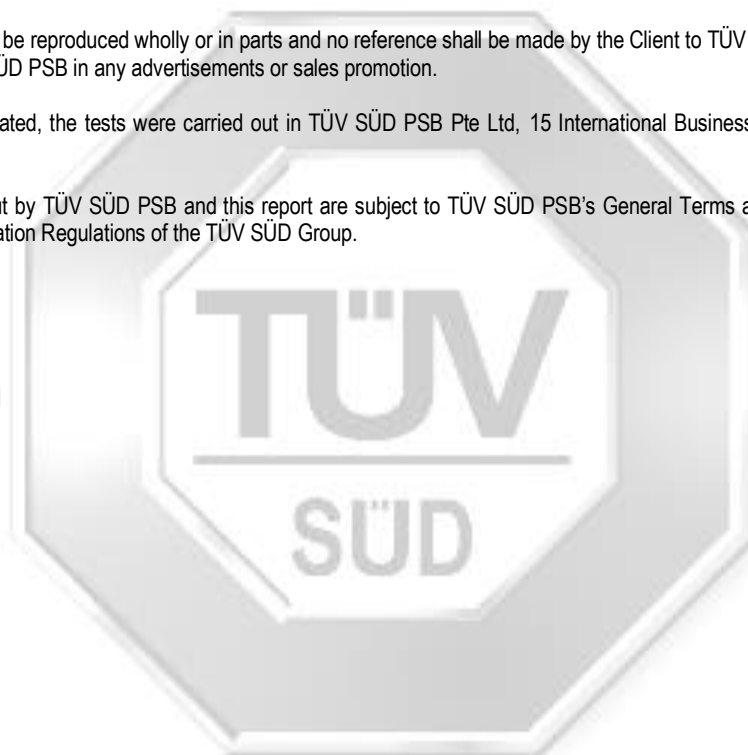 be reproduced wholly or in parts and no reference shall be made by the Client to TÜV
ÜD PSB in any advertisements or sales promotion.
ated, the tests were carried out in TÜV SÜD PSB Pte Ltd, 15 International Business
t by TÜV SÜD PSB and this report are subject to TÜV SÜD PSB's General Terms a
ation Regulations of the TÜV SÜD Group.
TÜV
SÜD